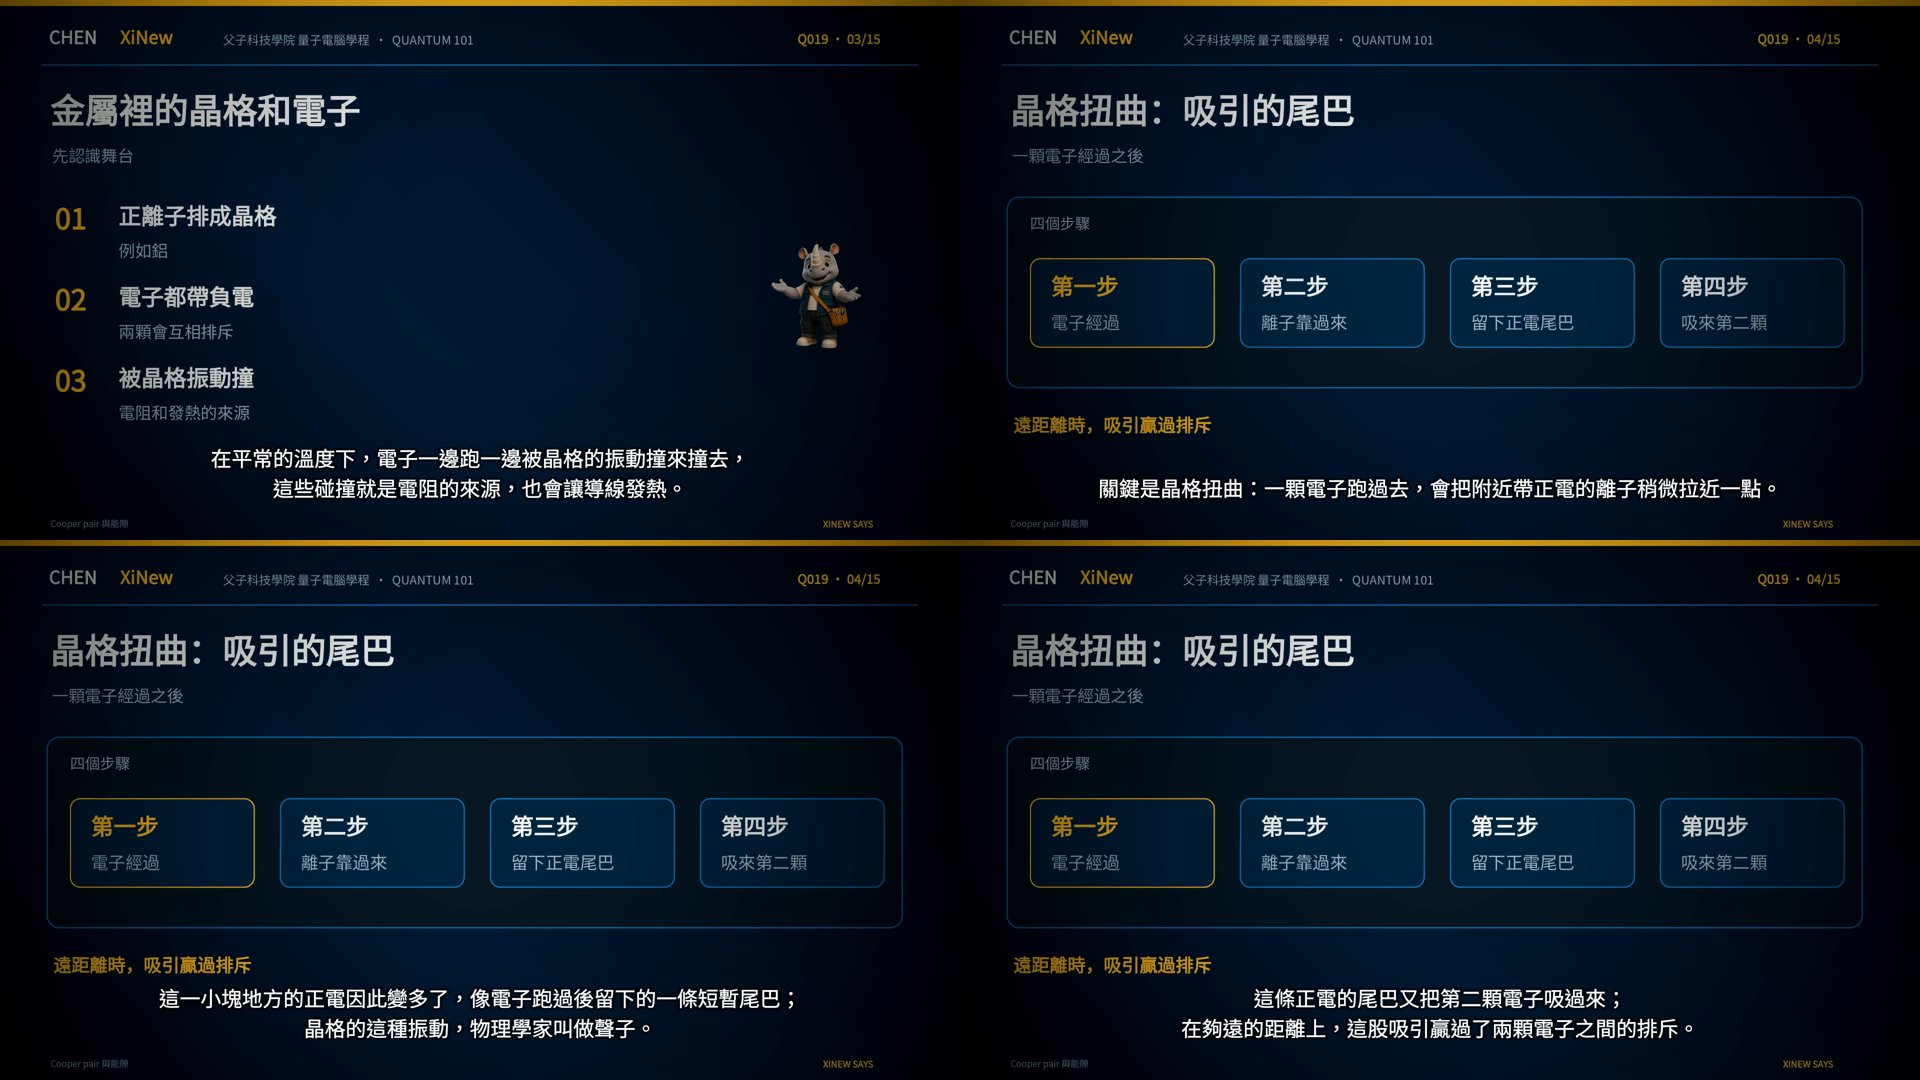 CHEN XiNew 父子科技學院 量子電腦學程 · QUANTUM 101 Q019 · 03/15
金屬裡的晶格和電子
先認識舞台
01 正離子排成晶格
例如鋁
02 電子都帶負電
兩顆會互相排斥
03 被晶格振動撞
電阻和發熱的來源
在平常的溫度下，電子一邊跑一邊被晶格的振動撞來撞去，
這些碰撞就是電阻的來源，也會讓導線發熱。
Cooper pair 與能隙 XINEW SAYS
CHEN XiNew 父子科技學院 量子電腦學程 · QUANTUM 101 Q019 · 04/15
晶格扭曲：吸引的尾巴
一顆電子經過之後
四個步驟
第一步 第二步 第三步 第四步
電子經過 離子靠過來 留下正電尾巴 吸來第二顆
遠距離時，吸引贏過排斥
關鍵是晶格扭曲：一顆電子跑過去，會把附近帶正電的離子稍微拉近一點。
Cooper pair 與能隙 XINEW SAYS
CHEN XiNew 父子科技學院 量子電腦學程 · QUANTUM 101 Q019 · 04/15
晶格扭曲：吸引的尾巴
一顆電子經過之後
四個步驟
第一步 第二步 第三步 第四步
電子經過 離子靠過來 留下正電尾巴 吸來第二顆
遠距離時，吸引贏過排斥
這一小塊地方的正電因此變多了，像電子跑過後留下的一條短暫尾巴；
晶格的這種振動，物理學家叫做聲子。
Cooper pair 與能隙 XINEW SAYS
CHEN XiNew 父子科技學院 量子電腦學程 · QUANTUM 101 Q019 · 04/15
晶格扭曲：吸引的尾巴
一顆電子經過之後
四個步驟
第一步 第二步 第三步 第四步
電子經過 離子靠過來 留下正電尾巴 吸來第二顆
遠距離時，吸引贏過排斥
這條正電的尾巴又把第二顆電子吸過來；
在夠遠的距離上，這股吸引贏過了兩顆電子之間的排斥。
Cooper pair 與能隙 XINEW SAYS